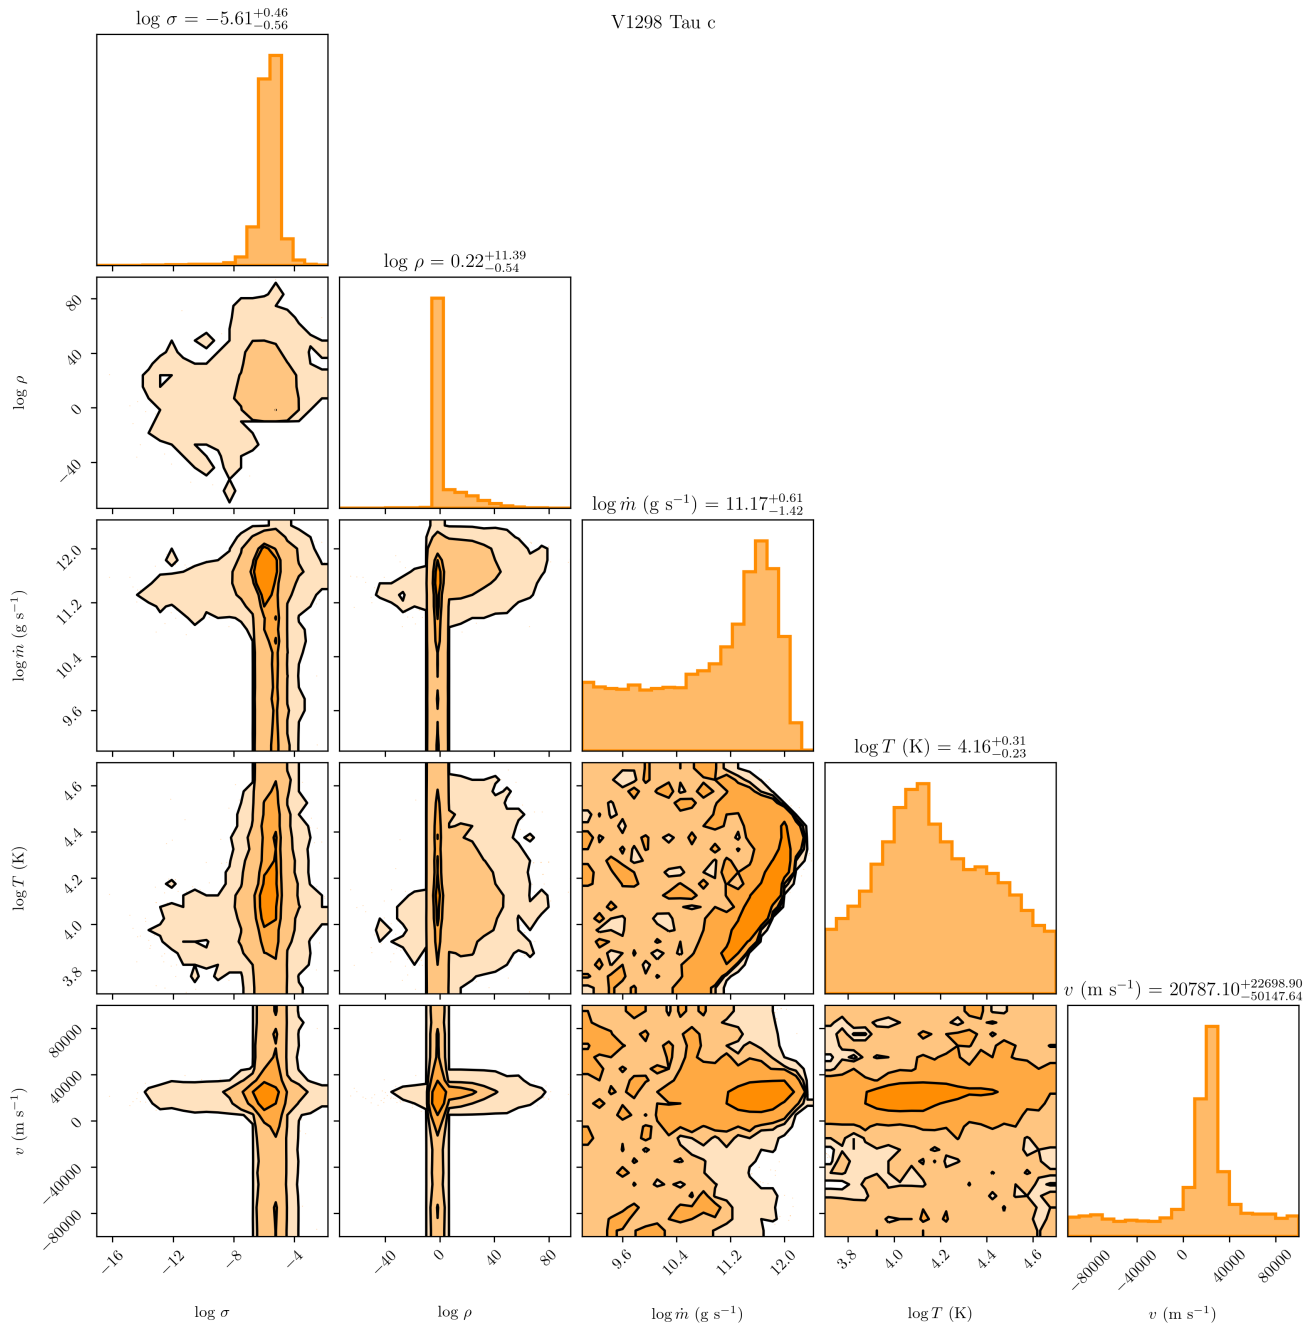 V1298 Tau c
log σ = −5.61 +0.46 −0.56
log ρ = 0.22 +11.39 −0.54
log ṁ (g s⁻¹) = 11.17 +0.61 −1.42
log T (K) = 4.16 +0.31 −0.23
v (m s⁻¹) = 20787.10 +22698.90 −50147.64
80
40
0
−40
log ρ
12.0
11.2
10.4
9.6
log ṁ (g s⁻¹)
4.6
4.4
4.2
4.0
3.8
log T (K)
80000
40000
0
−40000
−80000
v (m s⁻¹)
−16 −12 −8 −4
−40 0 40 80
9.6 10.4 11.2 12.0
3.8 4.0 4.2 4.4 4.6
−80000 −40000 0 40000 80000
log σ
log ρ
log ṁ (g s⁻¹)
log T (K)
v (m s⁻¹)